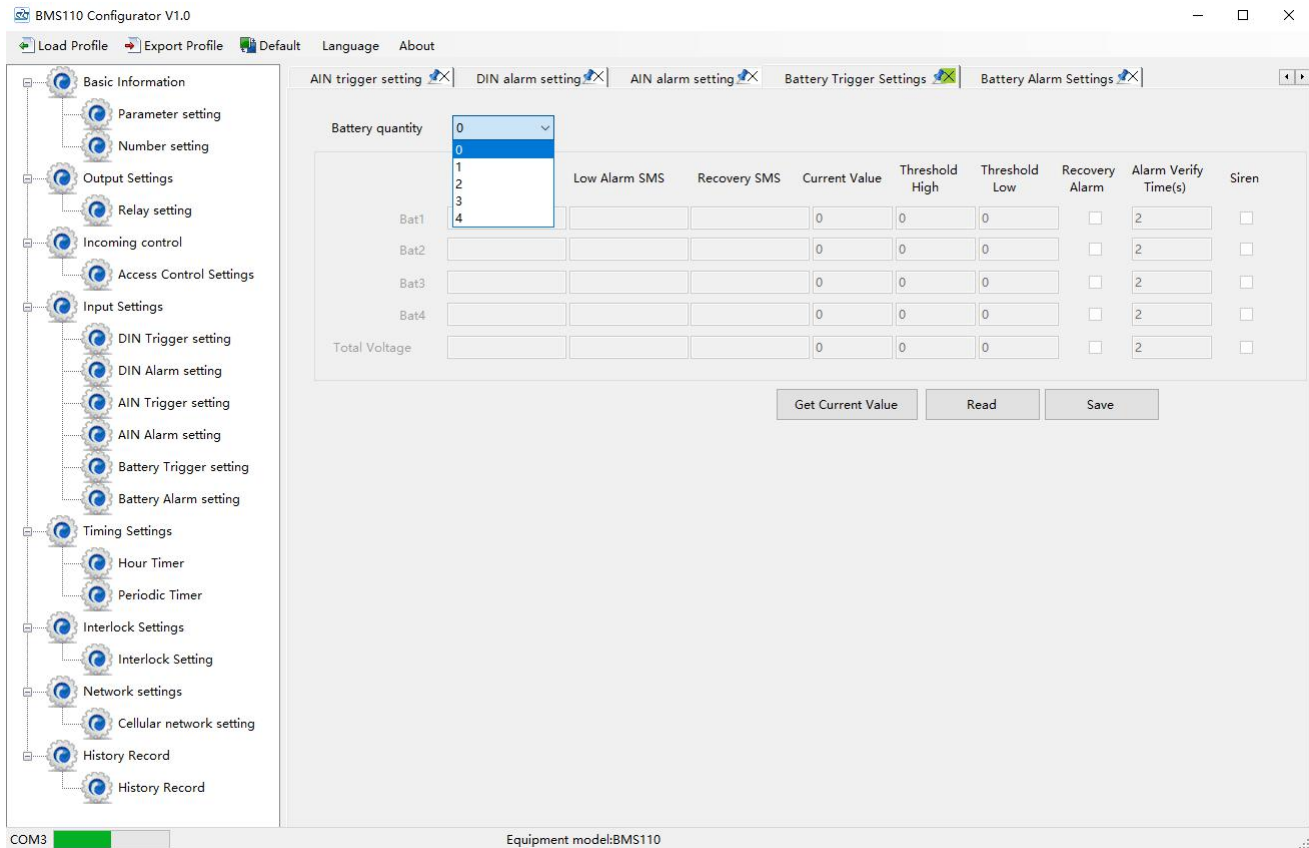 BMS110 Configurator V1.0
Load Profile Export Profile Default Language About
Basic Information
Parameter setting
Number setting
Output Settings
Relay setting
Incoming control
Access Control Settings
Input Settings
DIN Trigger setting
DIN Alarm setting
AIN Trigger setting
AIN Alarm setting
Battery Trigger setting
Battery Alarm setting
Timing Settings
Hour Timer
Periodic Timer
Interlock Settings
Interlock Setting
Network settings
Cellular network setting
History Record
History Record
AIN trigger setting DIN alarm setting AIN alarm setting Battery Trigger Settings Battery Alarm Settings
Battery quantity 0
0
1
2
3
4
Low Alarm SMS Recovery SMS Current Value Threshold High Threshold Low Recovery Alarm Alarm Verify Time(s) Siren
Bat1 0 0 0 2
Bat2 0 0 0 2
Bat3 0 0 0 2
Bat4 0 0 0 2
Total Voltage 0 0 0 2
Get Current Value Read Save
COM3 Equipment model:BMS110